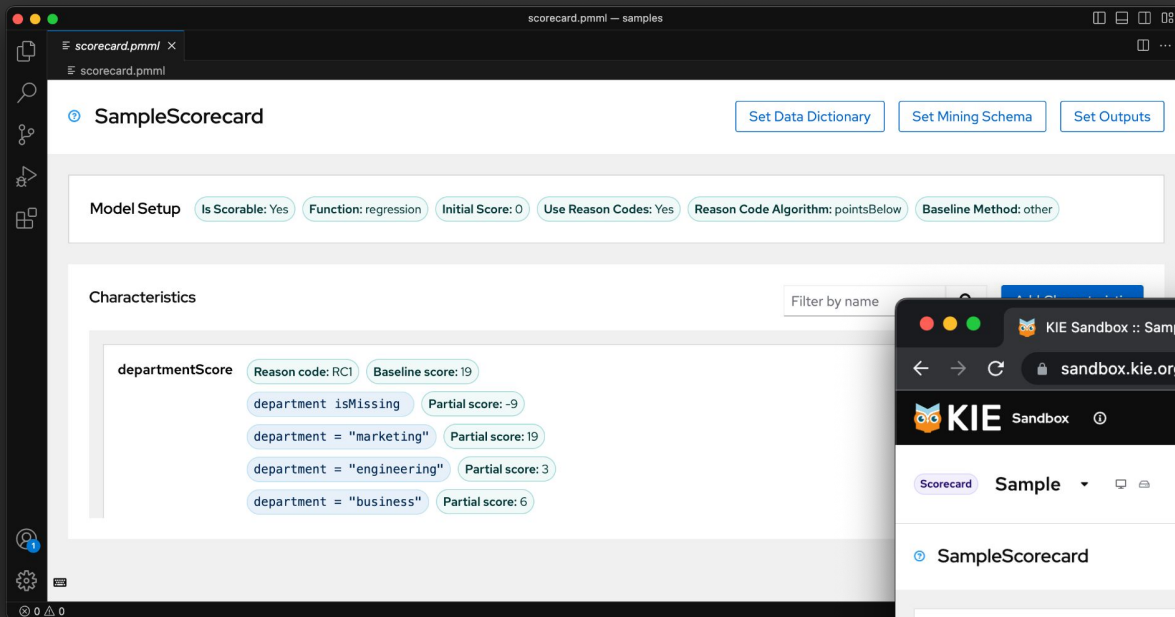 scorecard.pmml — samples
scorecard.pmml
scorecard.pmml
SampleScorecard
Set Data Dictionary
Set Mining Schema
Set Outputs
Model Setup
Is Scorable: Yes
Function: regression
Initial Score: 0
Use Reason Codes: Yes
Reason Code Algorithm: pointsBelow
Baseline Method: other
Characteristics
Filter by name
departmentScore
Reason code: RC1
Baseline score: 19
department isMissing
Partial score: -9
department = "marketing"
Partial score: 19
department = "engineering"
Partial score: 3
department = "business"
Partial score: 6
1
0
0
KIE Sandbox :: Sam
sandbox.kie.or
KIE Sandbox
Scorecard
Sample
SampleScorecard